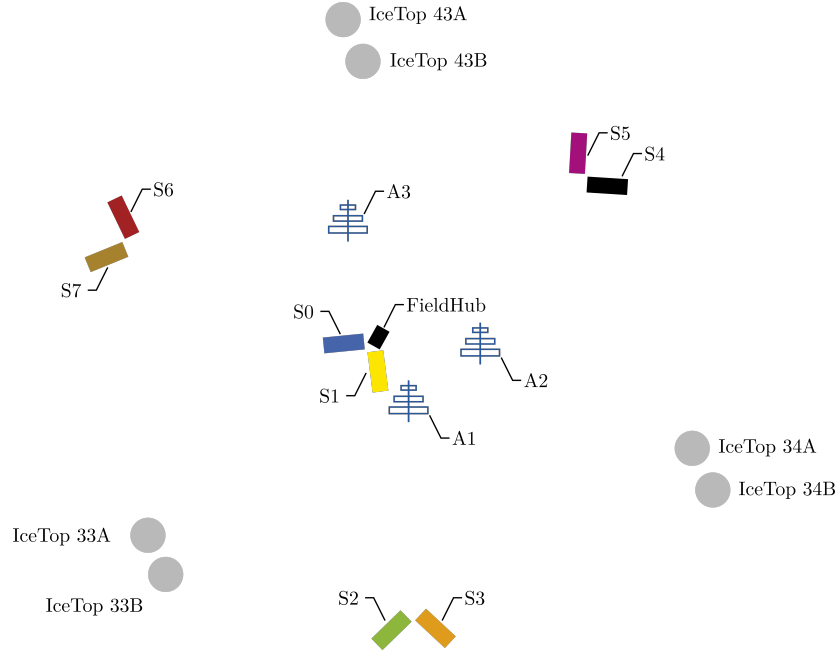 IceTop 43A
IceTop 43B
S5
S4
S6
A3
S7
S0
FieldHub
A2
S1
A1
IceTop 34A
IceTop 34B
IceTop 33A
IceTop 33B
S2
S3